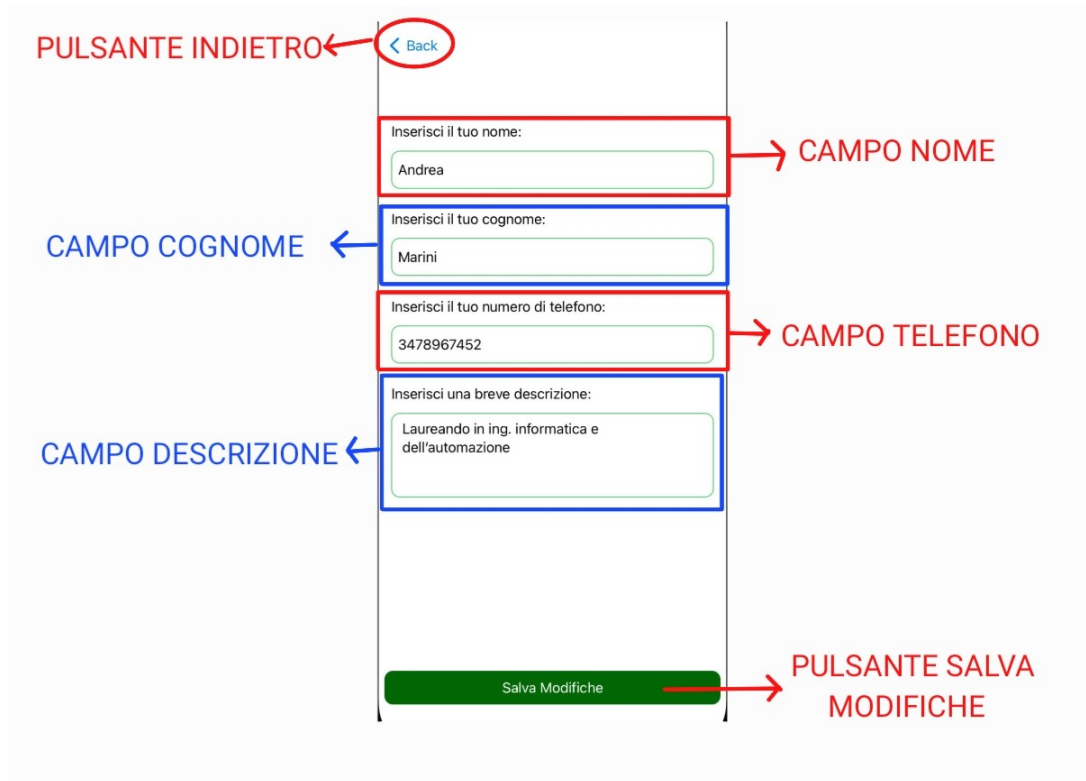 PULSANTE INDIETRO
Back
Inserisci il tuo nome:
Andrea
CAMPO NOME
Inserisci il tuo cognome:
Marini
CAMPO COGNOME
Inserisci il tuo numero di telefono:
3478967452
CAMPO TELEFONO
Inserisci una breve descrizione:
Laureando in ing. informatica e
dell'automazione
CAMPO DESCRIZIONE
Salva Modifiche
PULSANTE SALVA
MODIFICHE